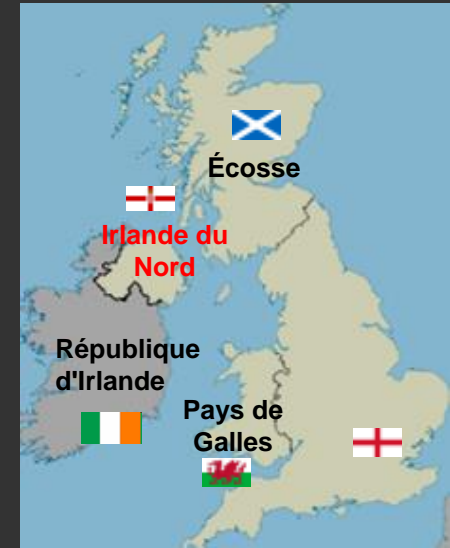 Écosse
Irlande du
Nord
République
d'Irlande
Pays de
Galles